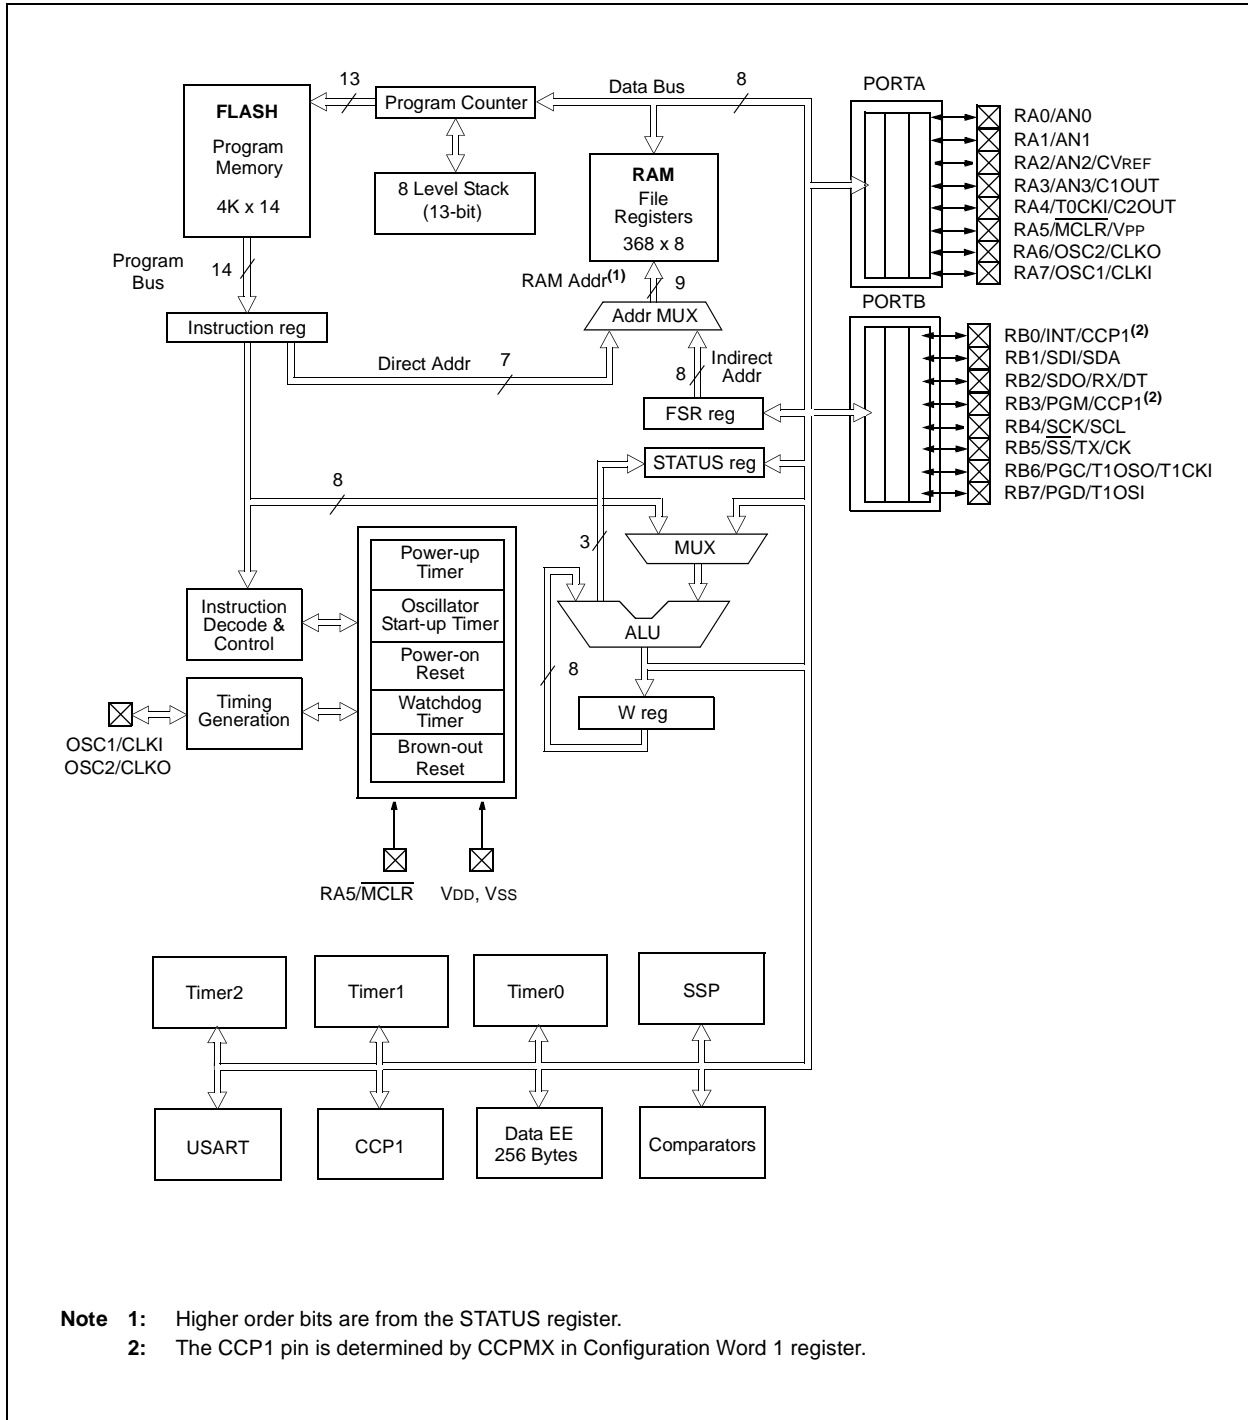 13
Data Bus
8
PORTA
FLASH
Program
Memory
4K x 14
Program Counter
8 Level Stack
(13-bit)
RAM
File
Registers
368 x 8
RA0/AN0
RA1/AN1
RA2/AN2/CVREF
RA3/AN3/C1OUT
RA4/T0CKI/C2OUT
RA5/MCLR/VPP
RA6/OSC2/CLKO
RA7/OSC1/CLKI
Program
Bus
14
RAM Addr(1)
9
PORTB
Instruction reg
Addr MUX
Direct Addr
7
8
Indirect
Addr
FSR reg
RB0/INT/CCP1(2)
RB1/SDI/SDA
RB2/SDO/RX/DT
RB3/PGM/CCP1(2)
RB4/SCK/SCL
RB5/SS/TX/CK
RB6/PGC/T1OSO/T1CKI
RB7/PGD/T1OSI
STATUS reg
8
3
MUX
Power-up
Timer
Oscillator
Start-up Timer
Power-on
Reset
Watchdog
Timer
Brown-out
Reset
Instruction
Decode &
Control
ALU
8
W reg
Timing
Generation
OSC1/CLKI
OSC2/CLKO
RA5/MCLR
VDD, VSS
Timer2
Timer1
Timer0
SSP
USART
CCP1
Data EE
256 Bytes
Comparators
Note 1: Higher order bits are from the STATUS register.
2: The CCP1 pin is determined by CCPMX in Configuration Word 1 register.